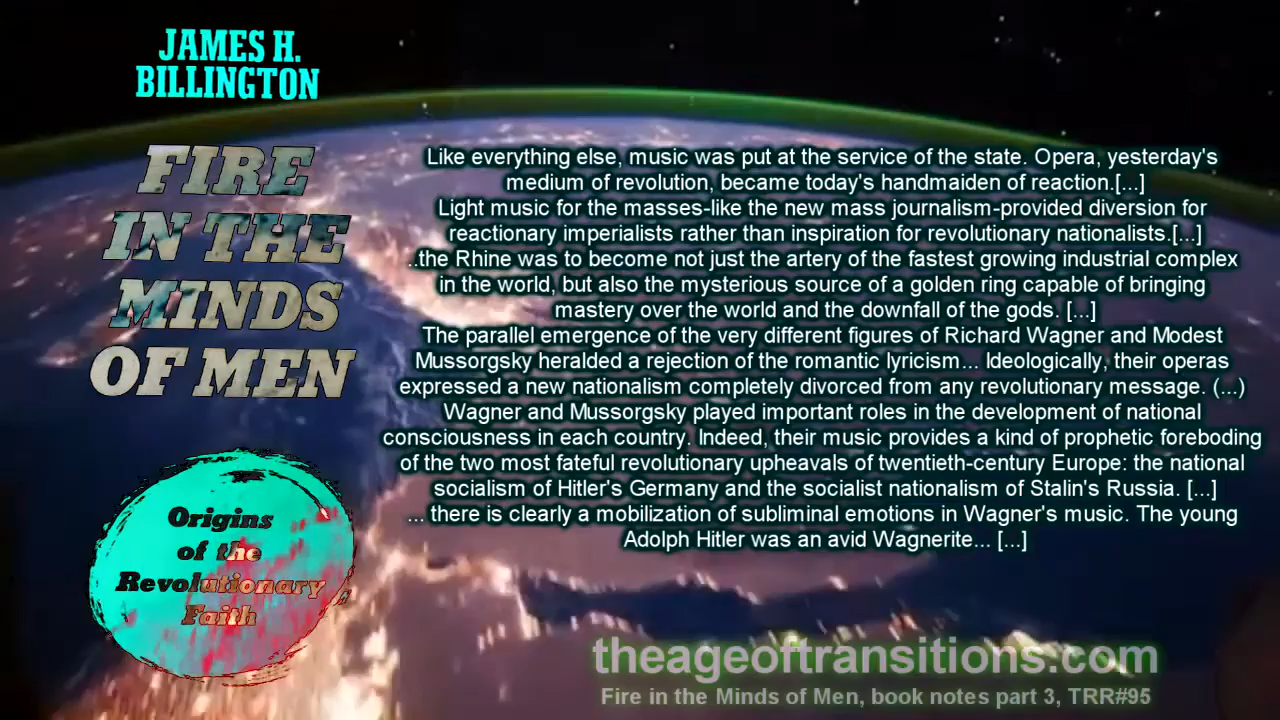 JAMES H.
BILLINGTON
FIRE
IN THE
MINDS
OF MEN
Origins
of the
Revolutionary
Faith
Like everything else, music was put at the service of the state. Opera, yesterday's
medium of revolution, became today's handmaiden of reaction.[...]
Light music for the masses-like the new mass journalism-provided diversion for
reactionary imperialists rather than inspiration for revolutionary nationalists.[...]
..the Rhine was to become not just the artery of the fastest growing industrial complex
in the world, but also the mysterious source of a golden ring capable of bringing
mastery over the world and the downfall of the gods. [...]
The parallel emergence of the very different figures of Richard Wagner and Modest
Mussorgsky heralded a rejection of the romantic lyricism... Ideologically, their operas
expressed a new nationalism completely divorced from any revolutionary message. (...)
Wagner and Mussorgsky played important roles in the development of national
consciousness in each country. Indeed, their music provides a kind of prophetic foreboding
of the two most fateful revolutionary upheavals of twentieth-century Europe: the national
socialism of Hitler's Germany and the socialist nationalism of Stalin's Russia. [...]
... there is clearly a mobilization of subliminal emotions in Wagner's music. The young
Adolph Hitler was an avid Wagnerite... [...]
theageoftransitions.com
Fire in the Minds of Men, book notes part 3, TRR#95